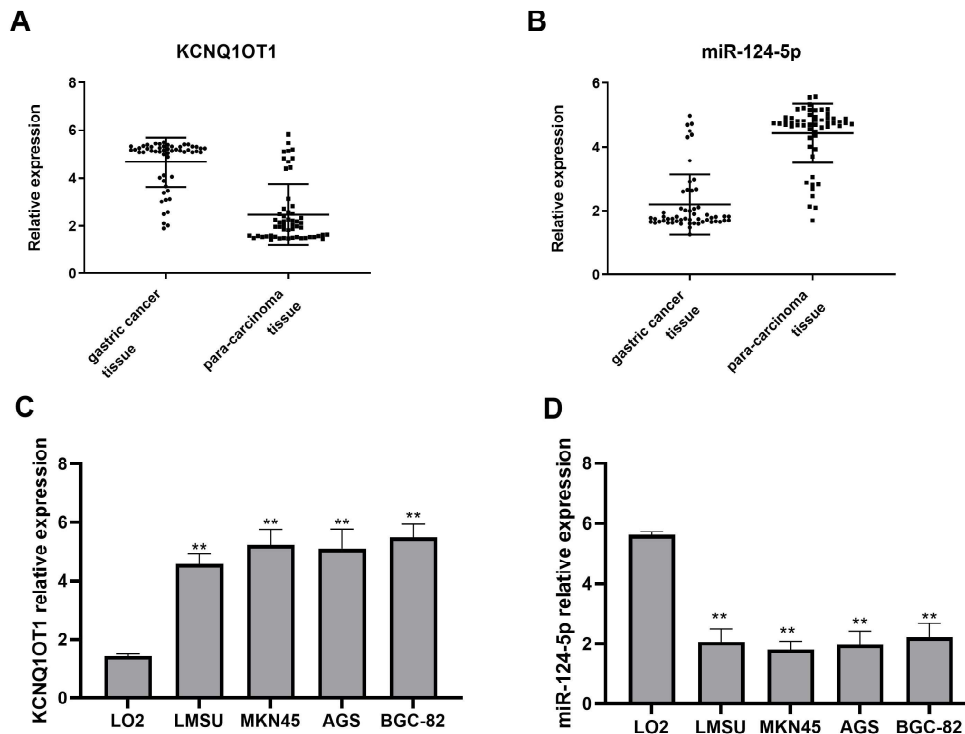 A
KCNQ1OT1
Relative expression
8
6
4
2
0
gastric cancer
tissue
para-carcinoma
tissue
B
miR-124-5p
Relative expression
6
4
2
0
gastric cancer
tissue
para-carcinoma
tissue
C
KCNQ1OT1 relative expression
8
6
4
2
0
**
**
**
**
LO2 LMSU MKN45 AGS BGC-82
D
miR-124-5p relative expression
8
6
4
2
0
**
**
**
**
LO2 LMSU MKN45 AGS BGC-82